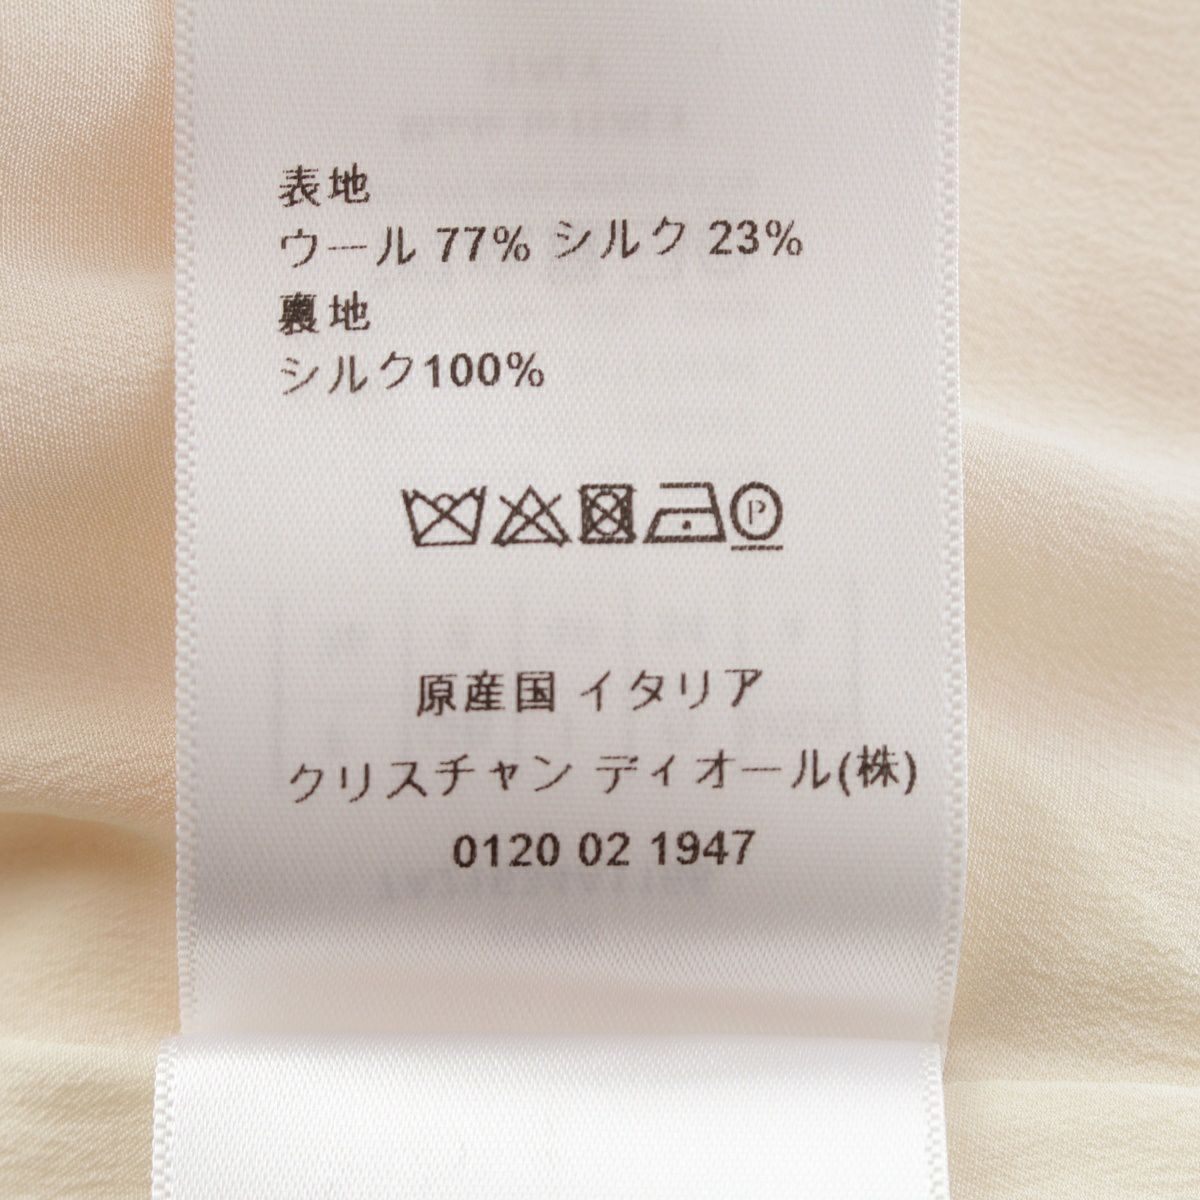 表地
ウール 77% シルク 23%
裏地
シルク100%
P
原産国 イタリア
クリスチャン ディオール(株)
0120 02 1947